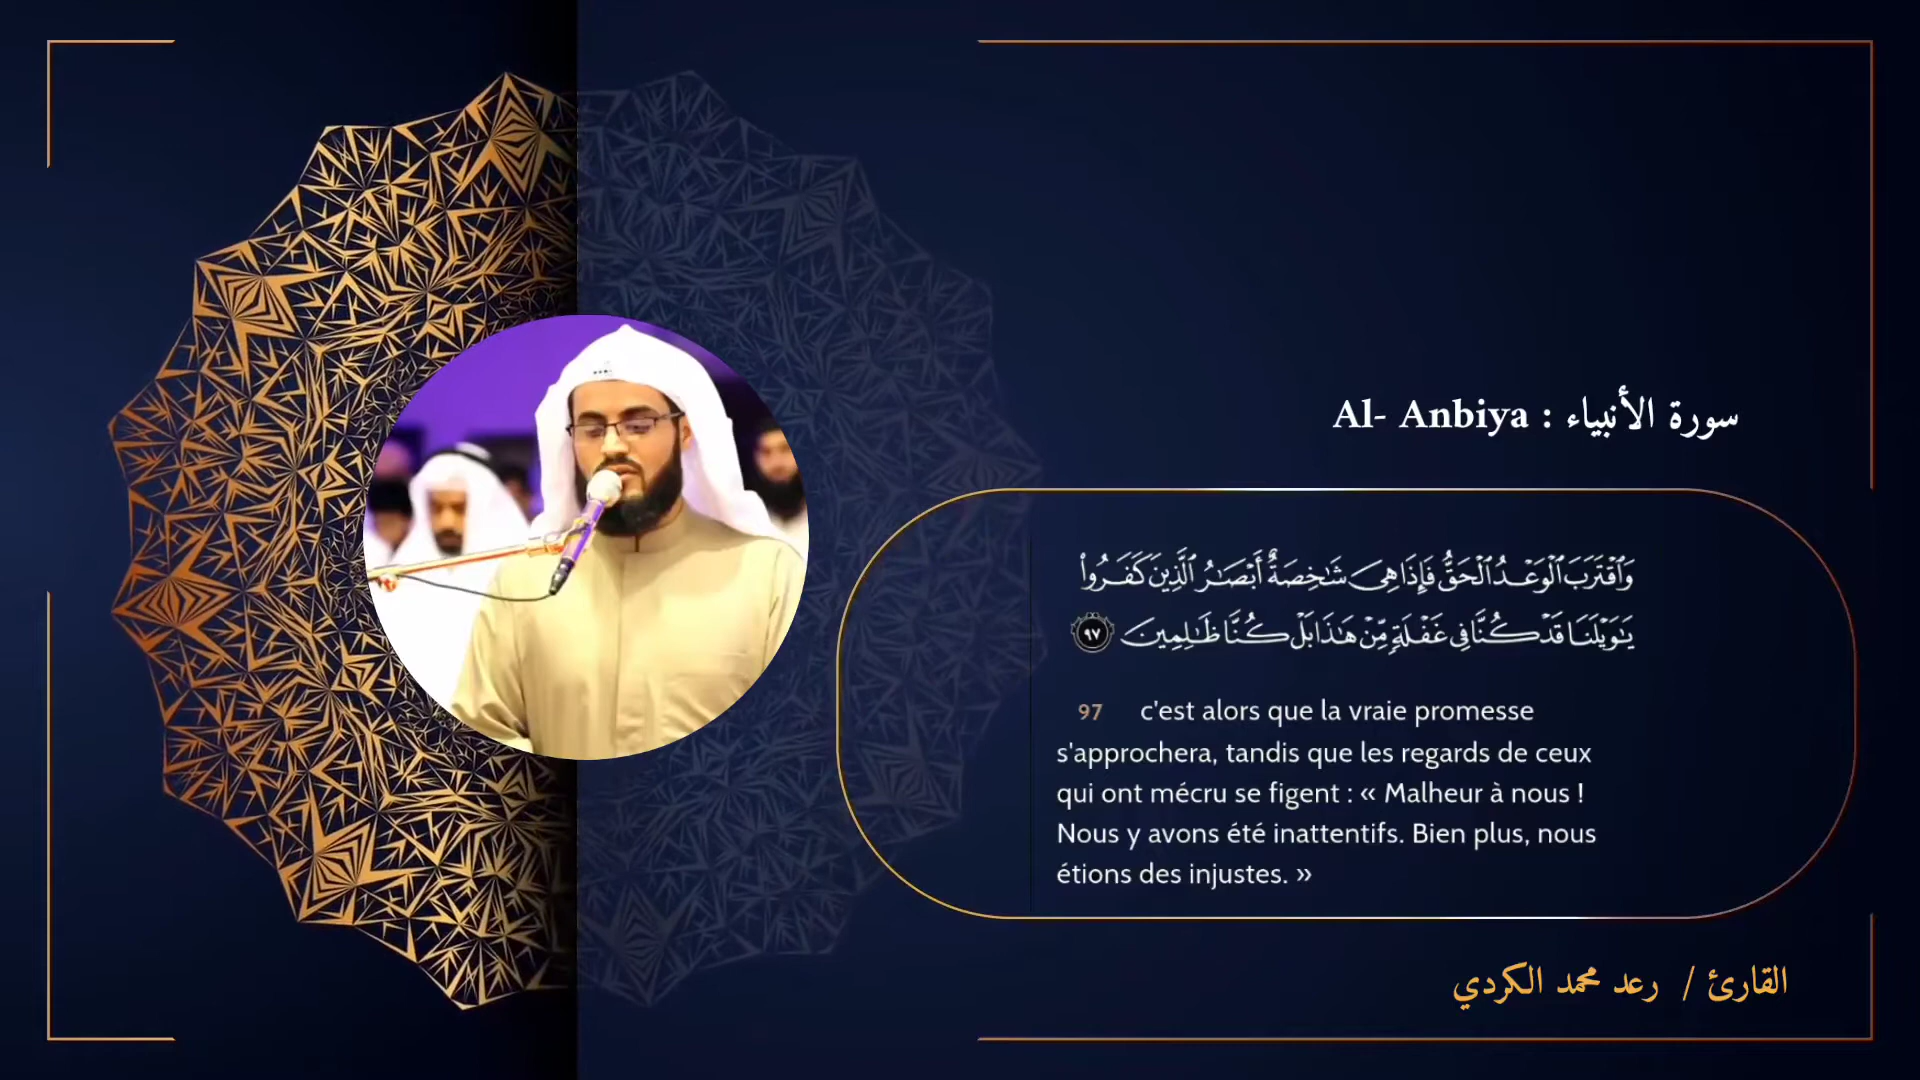 سورة الأنبياء : Al- Anbiya
وَٱقْتَرَبَ ٱلْوَعْدُ ٱلْحَقُّ فَإِذَا هِىَ شَـٰخِصَةٌ أَبْصَـٰرُ ٱلَّذِينَ كَفَرُوا۟
يَـٰوَيْلَنَا قَدْ كُنَّا فِى غَفْلَةٍ مِّنْ هَـٰذَا بَلْ كُنَّا ظَـٰلِمِينَ ٩٧
97 c'est alors que la vraie promesse
s'approchera, tandis que les regards de ceux
qui ont mécru se figent : « Malheur à nous !
Nous y avons été inattentifs. Bien plus, nous
étions des injustes. »
القارئ / رعد محمد الكردي